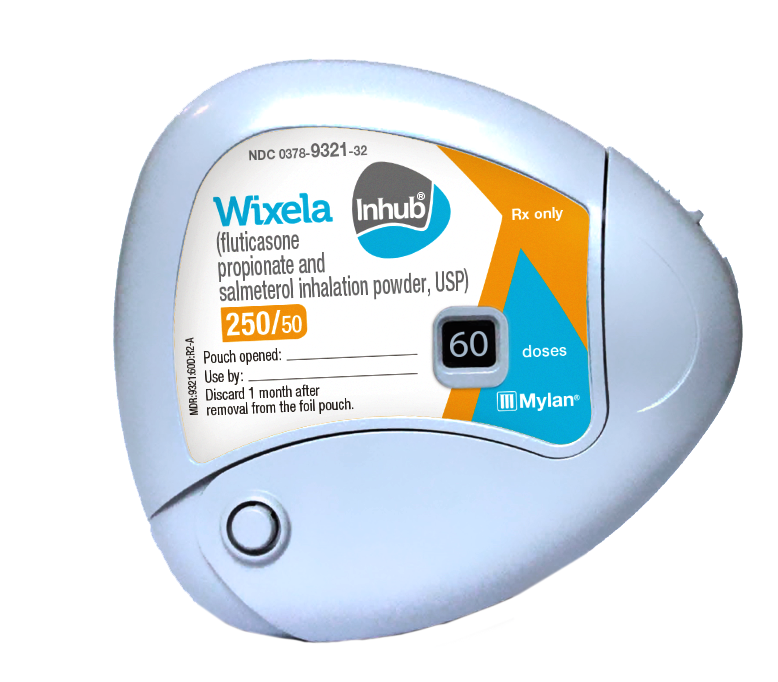 NDC 0378-9321-32
Wixela Inhub®
(fluticasone
propionate and
salmeterol inhalation powder, USP)
250/50
Rx only
60 doses
Pouch opened:
Use by:
Discard 1 month after
removal from the foil pouch.
Mylan®
MDR:9321:60D:R2-A